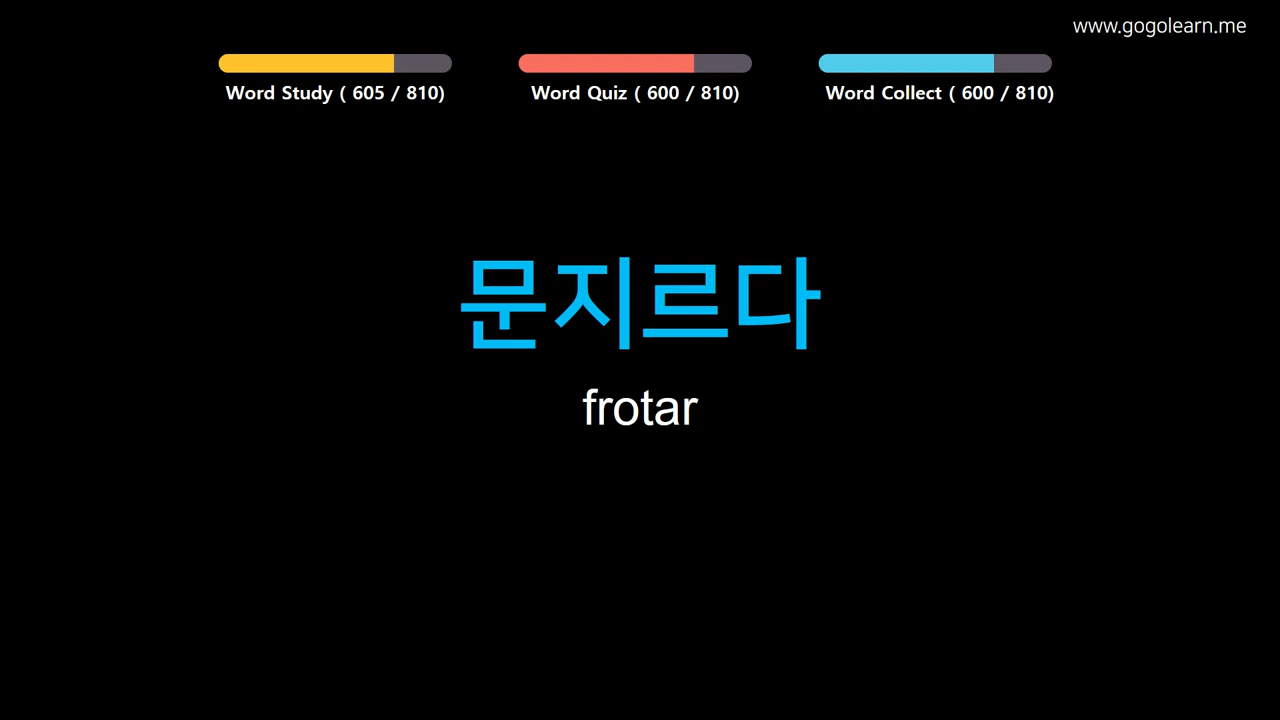 www.gogolearn.me
Word Study ( 605 / 810)
Word Quiz ( 600 / 810)
Word Collect ( 600 / 810)
문지르다
frotar